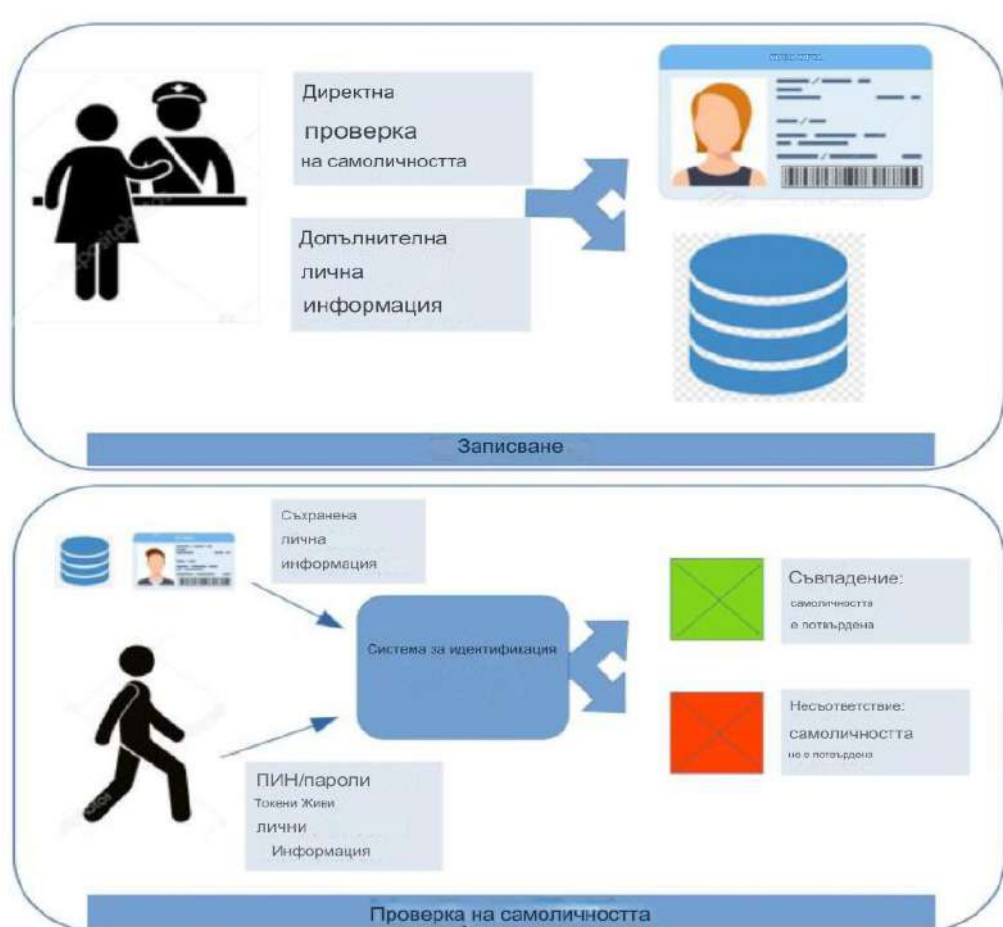 Директна
проверка
на самоличността
Допълнителна
лична
информация
Записване
Съхранена
лична
информация
Система за идентификация
Съвпадение:
самоличността
е потвърдена
Несъответствие:
самоличността
не е потвърдена
ПИН/пароли
Токени Живи
лични
Информация
Проверка на самоличността